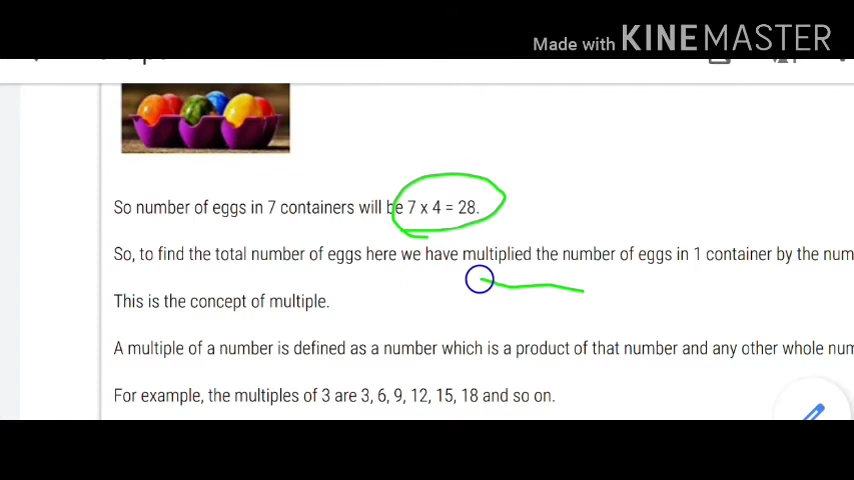 Made with KINEMASTER
So number of eggs in 7 containers will be 7 x 4 = 28.
So, to find the total number of eggs here we have multiplied the number of eggs in 1 container by the num
This is the concept of multiple.
A multiple of a number is defined as a number which is a product of that number and any other whole num
For example, the multiples of 3 are 3, 6, 9, 12, 15, 18 and so on.